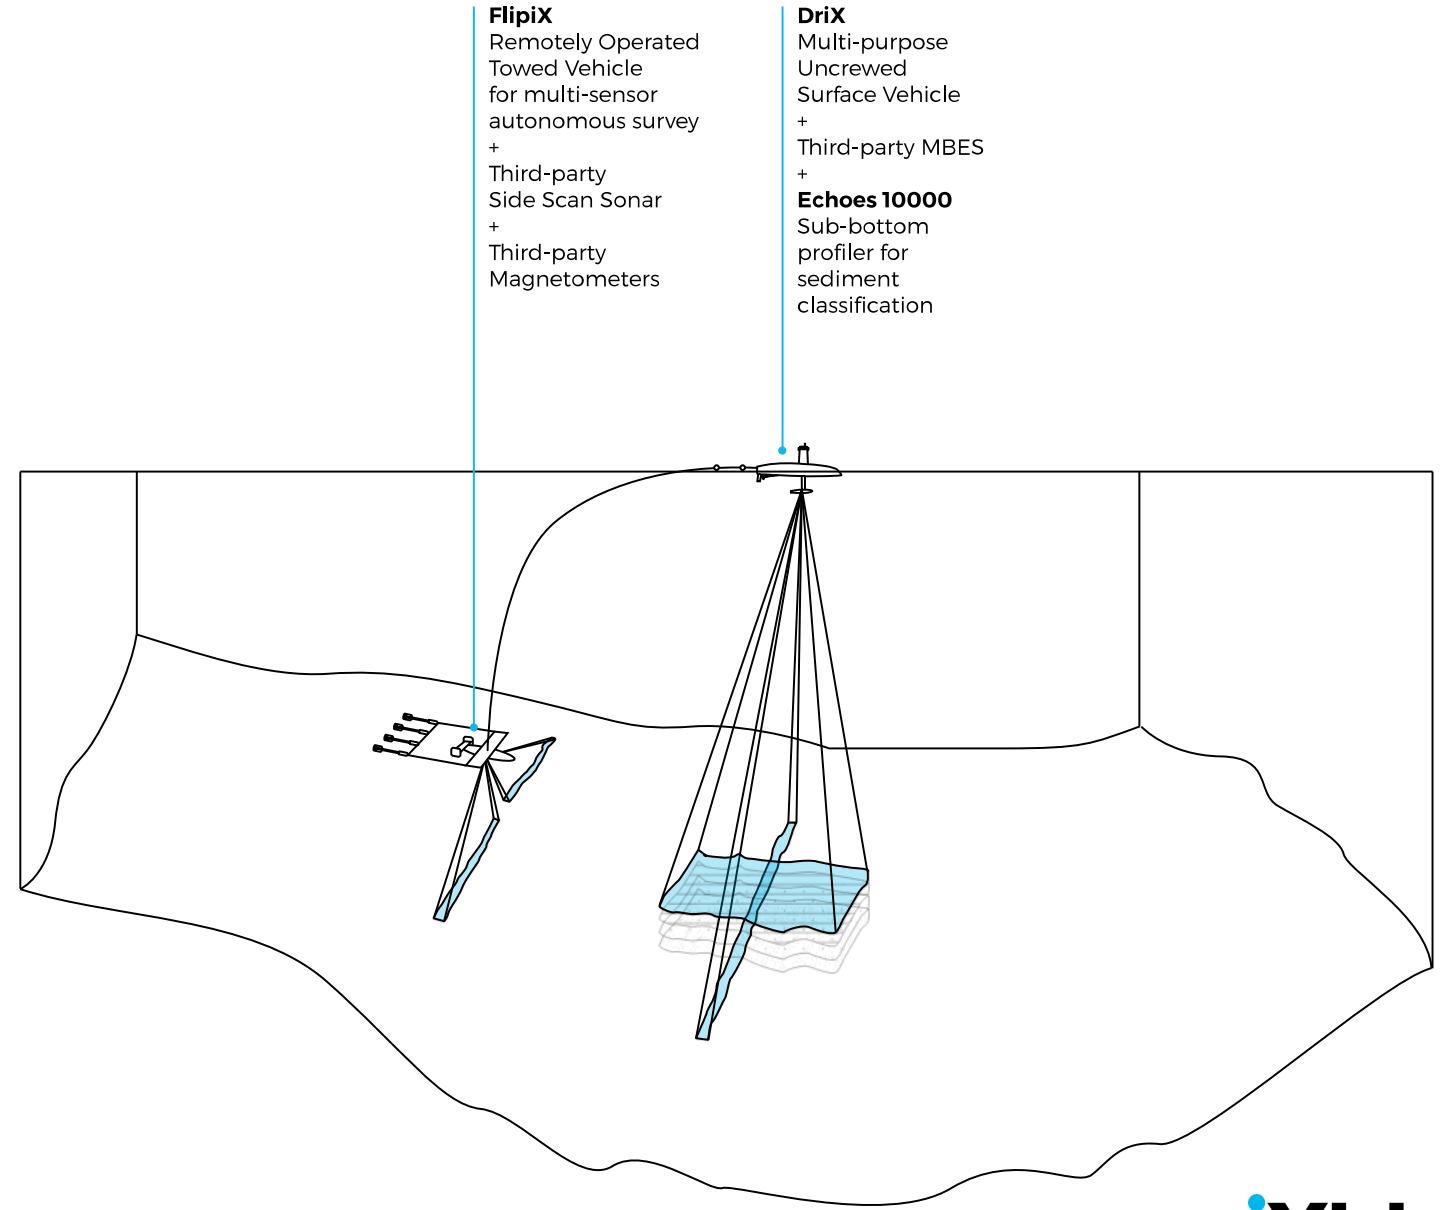 FlipiX
Remotely Operated
Towed Vehicle
for multi-sensor
autonomous survey
+
Third-party
Side Scan Sonar
+
Third-party
Magnetometers
DriX
Multi-purpose
Uncrewed
Surface Vehicle
+
Third-party MBES
+
Echoes 10000
Sub-bottom
profiler for
sediment
classification